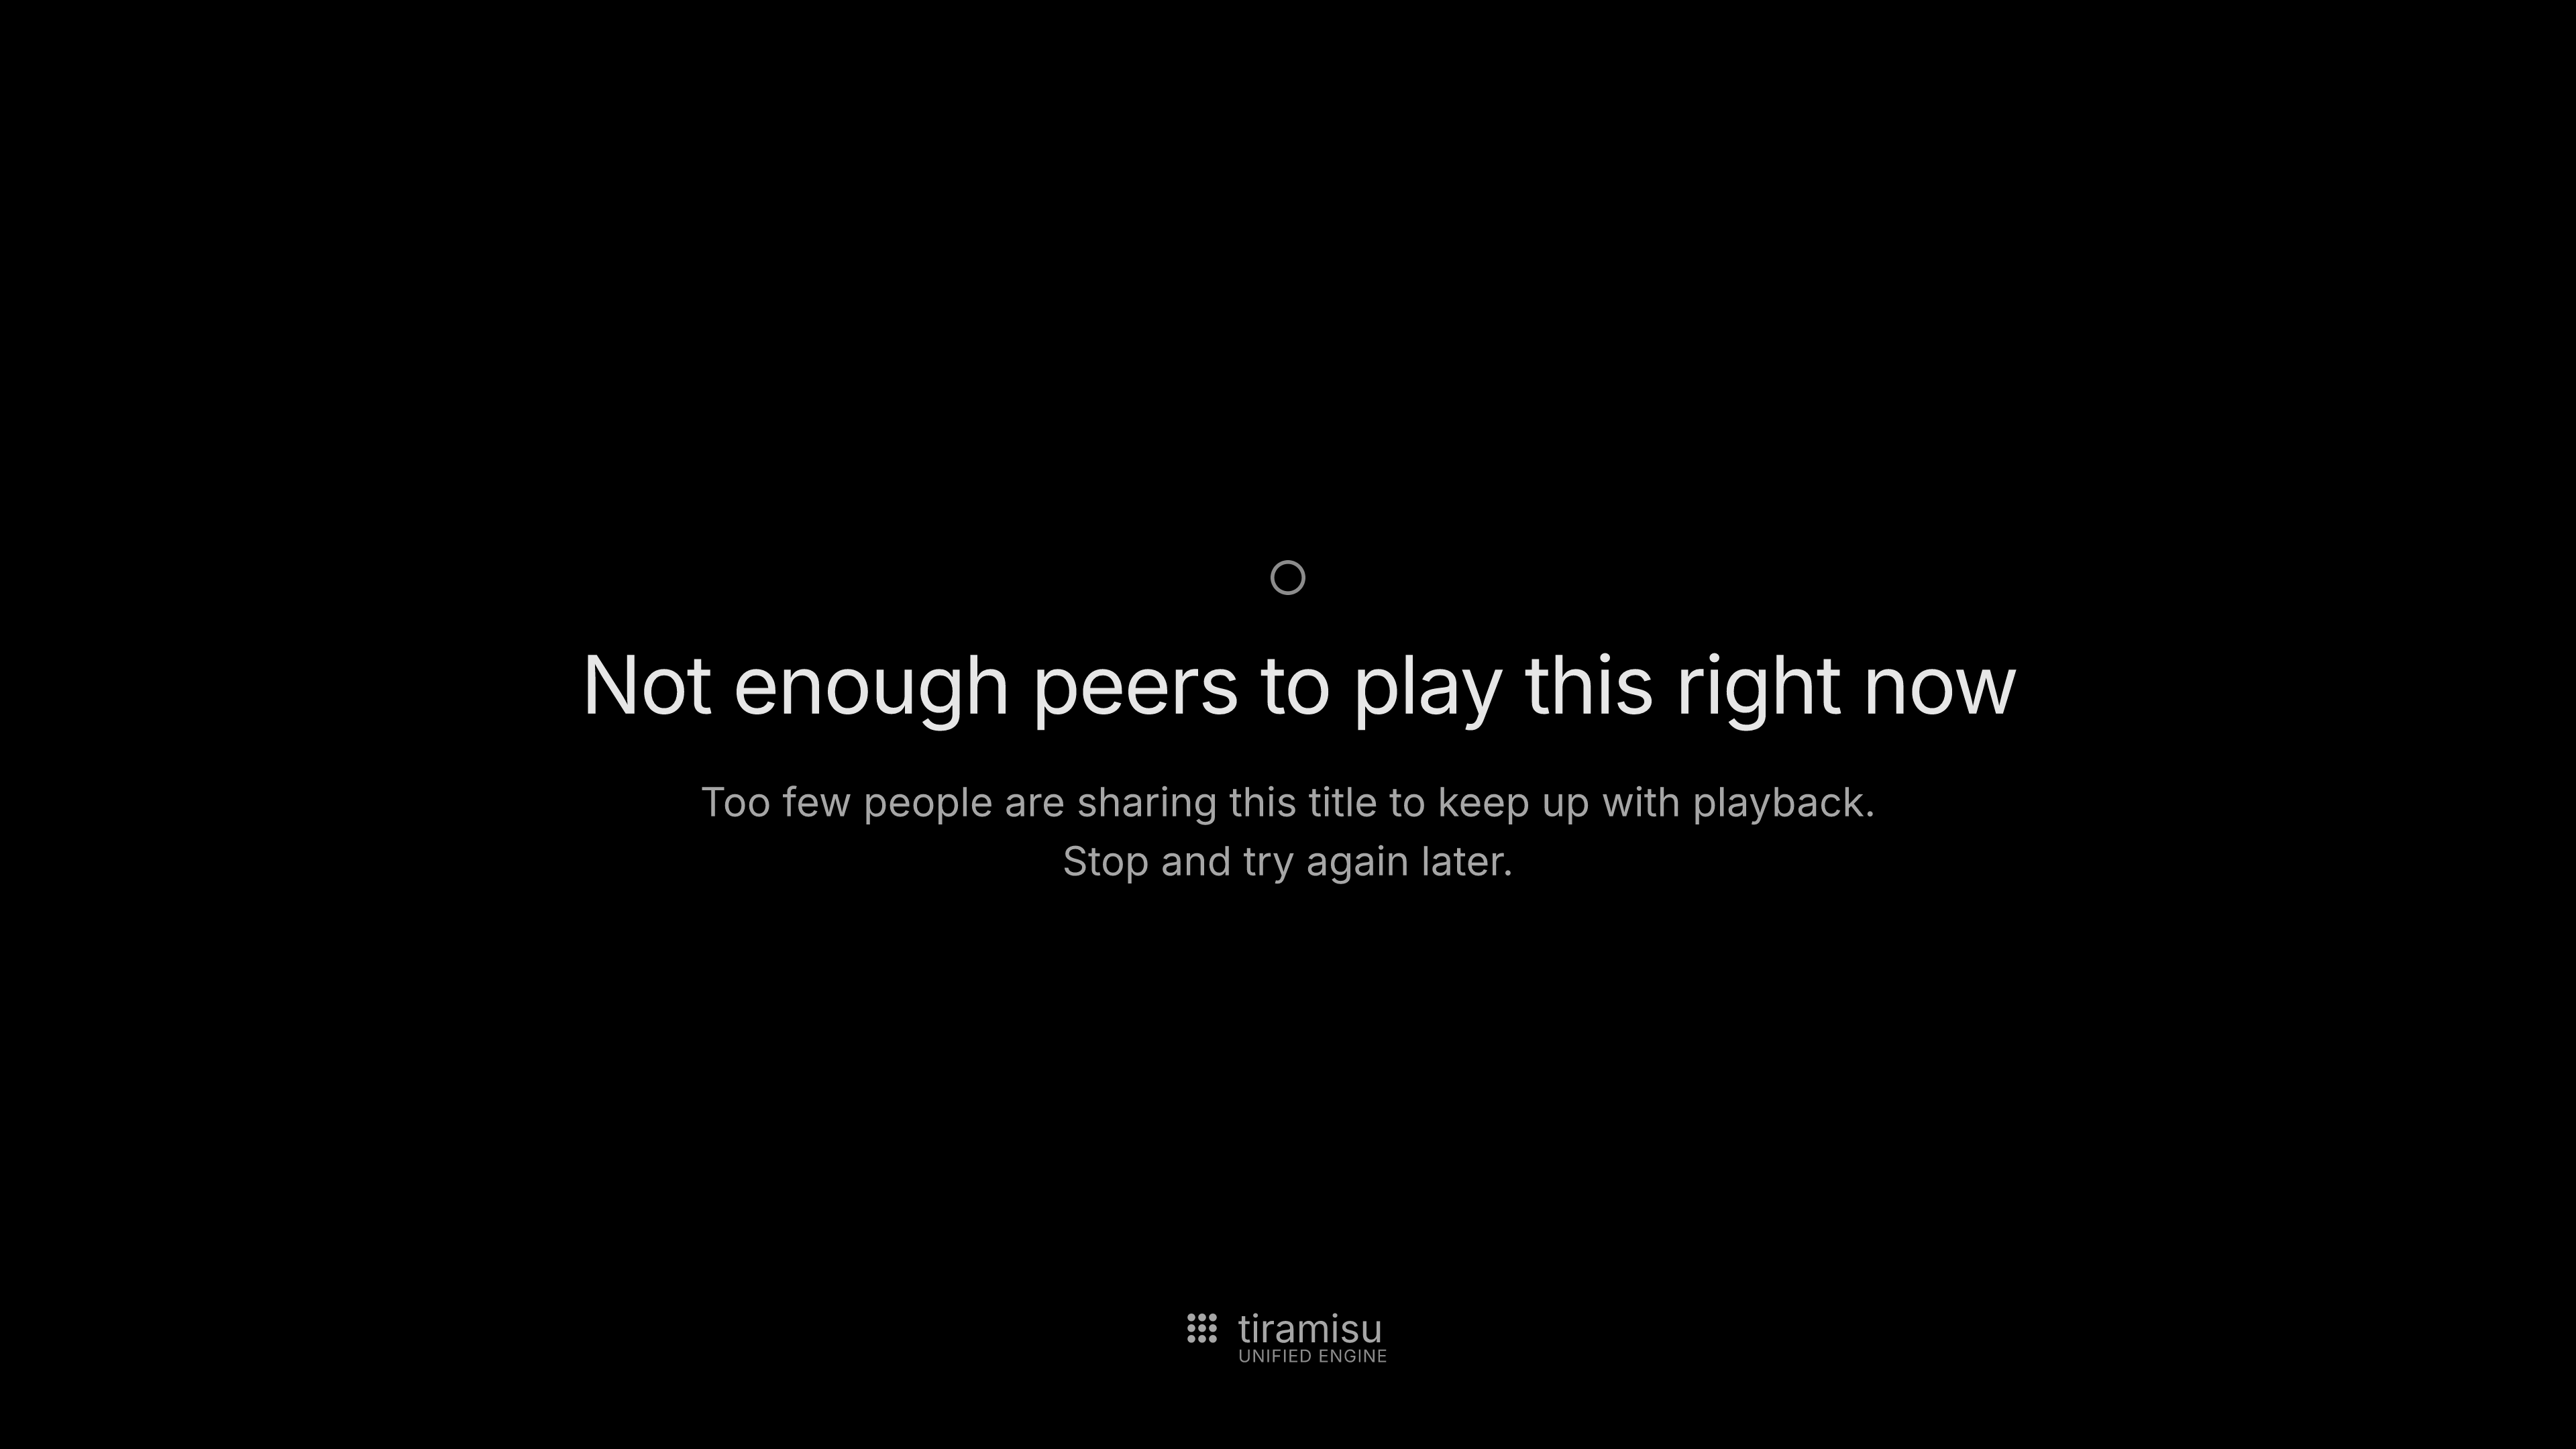 Not enough peers to play this right now
Too few people are sharing this title to keep up with playback.
Stop and try again later.
tiramisu
UNIFIED ENGINE